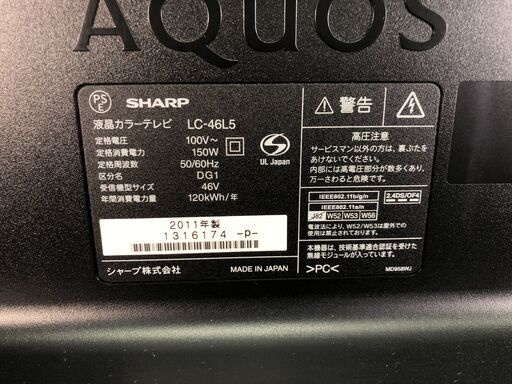 AQUOS
PS
E
SHARP
液晶カラーテレビ LC-46L5
定格電圧 100V~
定格消費電力 150W
定格周波数 50/60Hz
区分名 DG1
受信機型サイズ 46V
年間消費電力量 120kWh/年
UL Japan
2011年製
1316174 -P-
シャープ株式会社 MADE IN JAPAN
警告
高圧注意
サービスマン以外の方は、裏ぶたを
あけないでください。
内部には高電圧部分が数多くあり、
万一さわると危険です。
IEEE802.11b/g/n
IEEE802.11a/n
J52 W52 W53 W56
2.4DS/OF4
電波法により、W52/W53は屋外での
使用は禁じられています。
本機器は、技術基準適合認証を受けた
無線モジュールが入っています。
>PC<
MD958WJ